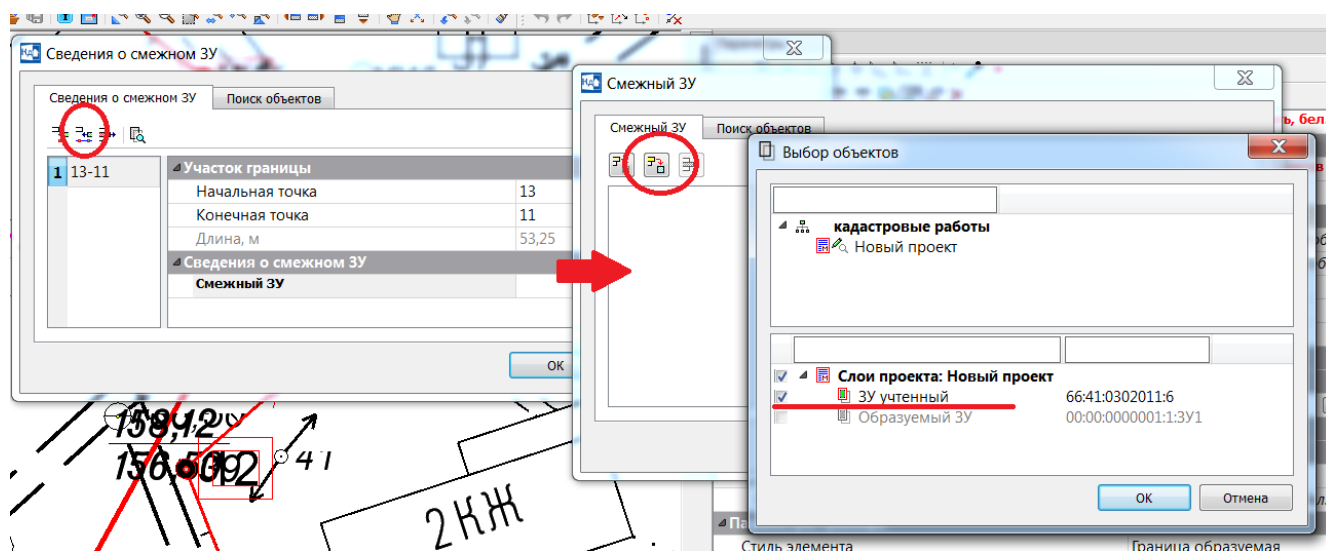 Сведения о смежном ЗУ
Сведения о смежном ЗУ
Поиск объектов
1 13-11
Участок границы
Начальная точка 13
Конечная точка 11
Длина, м 53,25
Сведения о смежном ЗУ
Смежный ЗУ
ОК
Смежный ЗУ
Смежный ЗУ
Поиск объектов
Выбор объектов
кадастровые работы
Новый проект
Слои проекта: Новый проект
ЗУ учтенный 66:41:0302011:6
Образуемый ЗУ 00:00:0000001:1:ЗУ1
ОК
Отмена
158,12
12
41
2КЖ
Стиль элемента
Граница образуемая